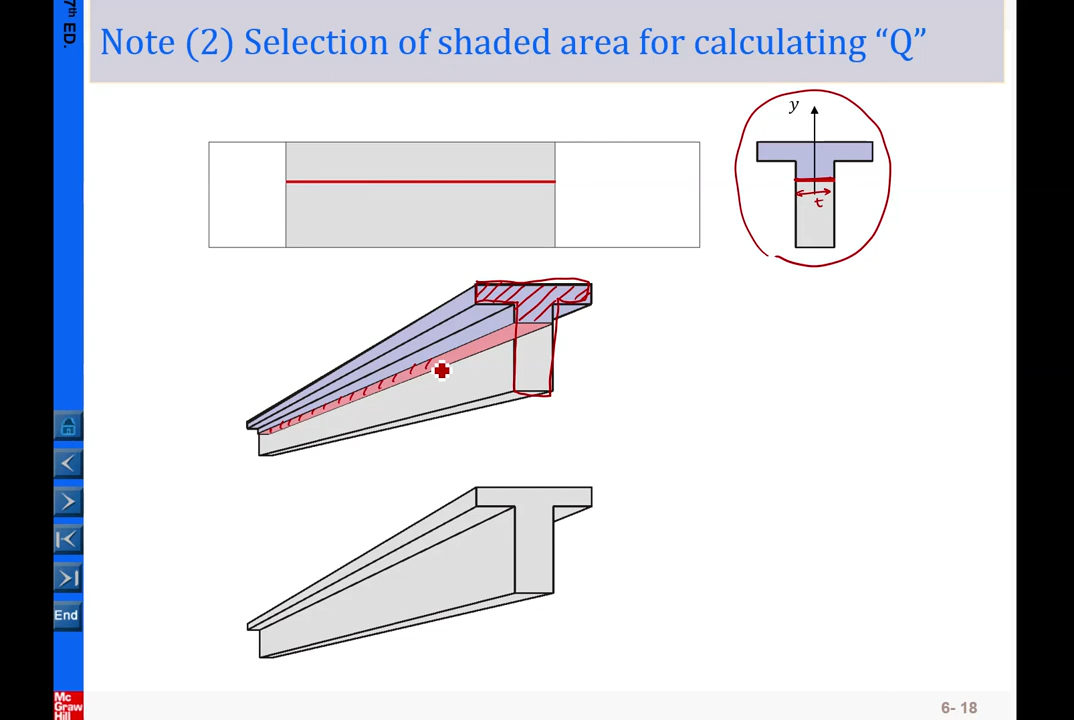 7th ED.
Note (2) Selection of shaded area for calculating “Q”
y
t
End
Mc
Graw
Hill
6- 18